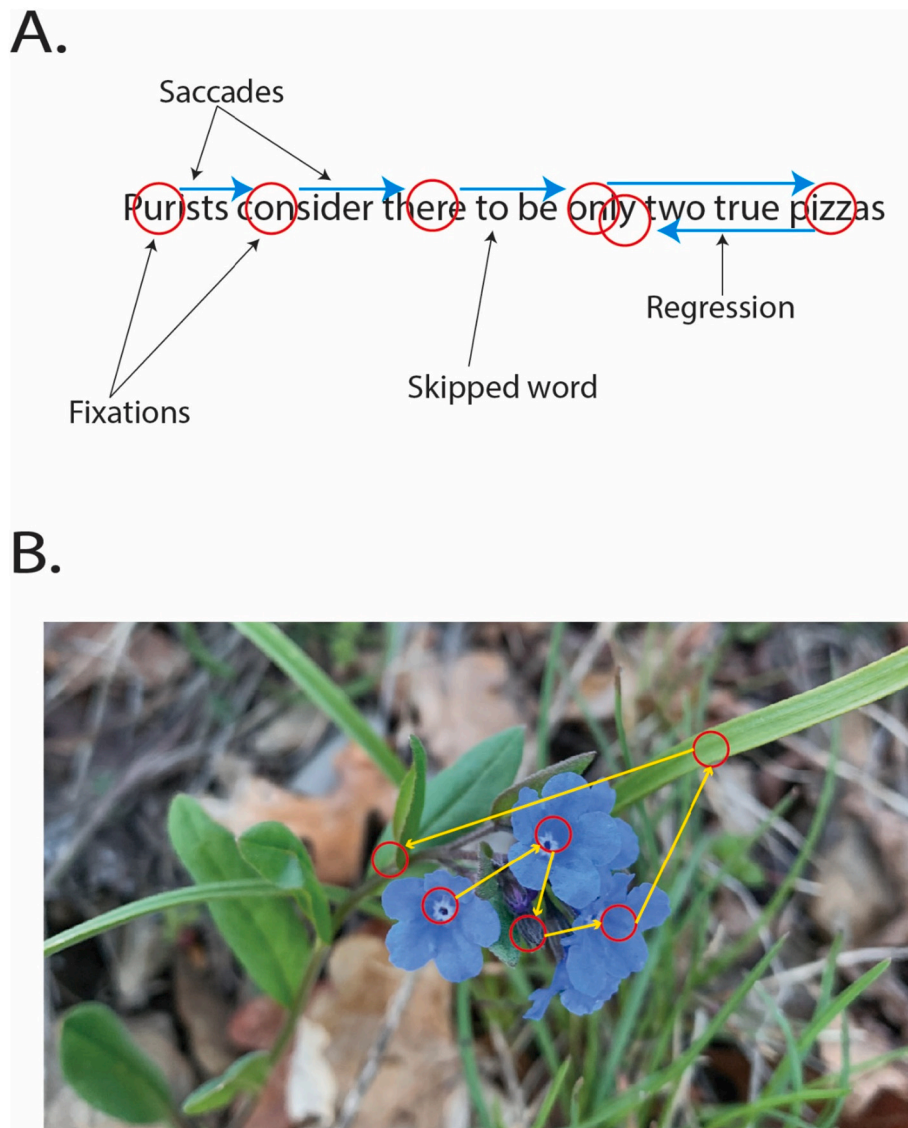 A.
Saccades
Purists consider there to be only two true pizzas
Regression
Skipped word
Fixations
B.